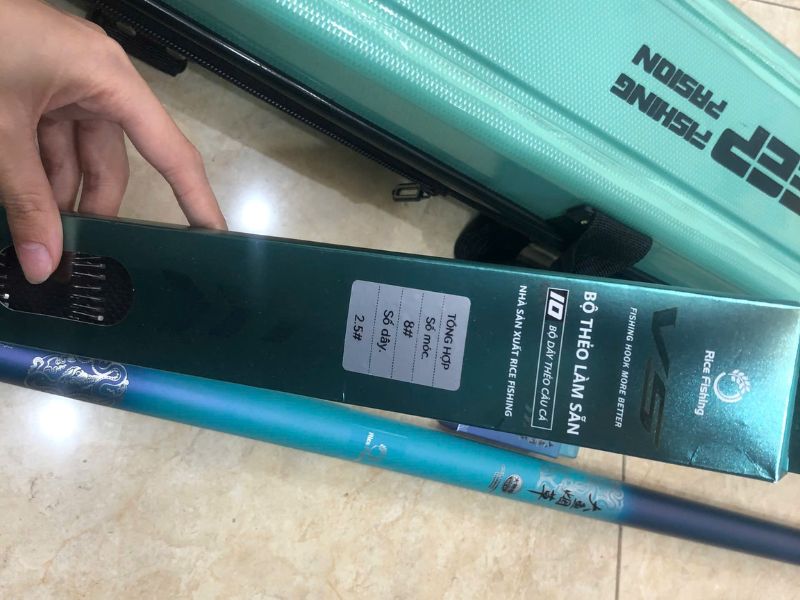 Rice Fishing
V5
FISHING HOOK MORE BETTER
BỘ THẺO LÀM SẴN
10 BỘ DÂY THẺO CÂU CÁ
NHÀ SẢN XUẤT RICE FISHING
TỔNG HỢP
Số móc.
8#
Số dây.
2.5#
FISHING
PASION